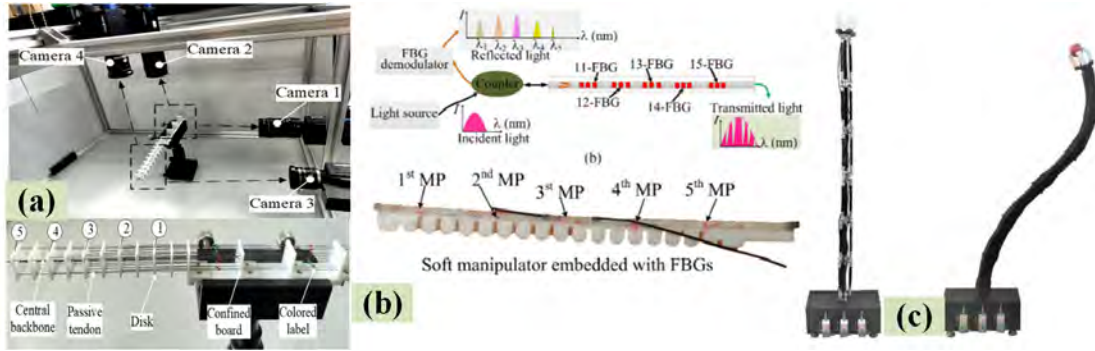 Camera 4
Camera 2
Camera 1
Camera 3
(a)
5
4
3
2
1
Central backbone
Passive tendon
Disk
Confined board
Colored label
I
λ1 λ2 λ3 λ4 λ5
λ (nm)
Reflected light
FBG demodulator
Coupler
Light source
I
λ (nm)
Incident light
11-FBG
13-FBG
15-FBG
12-FBG
14-FBG
Transmitted light
I
λ (nm)
(b)
1st MP
2nd MP
3st MP
4th MP
5th MP
Soft manipulator embedded with FBGs
(b)
(c)